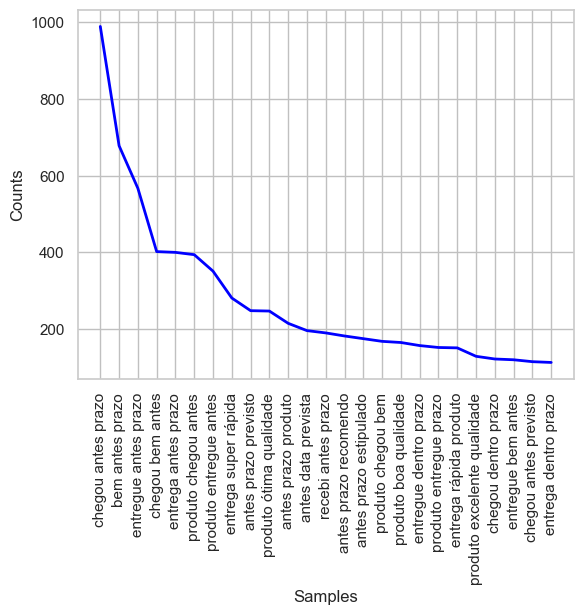 1000
800
600
400
200
Counts
chegou antes prazo
bem antes prazo
entregue antes prazo
chegou bem antes
entrega antes prazo
produto chegou antes
produto entregue antes
entrega super rápida
antes prazo previsto
produto ótima qualidade
antes prazo produto
antes data prevista
recebi antes prazo
antes prazo recomendo
antes prazo estipulado
produto chegou bem
produto boa qualidade
entregue dentro prazo
produto entregue prazo
entrega rápida produto
produto excelente qualidade
chegou dentro prazo
entregue bem antes
chegou antes previsto
entrega dentro prazo
Samples